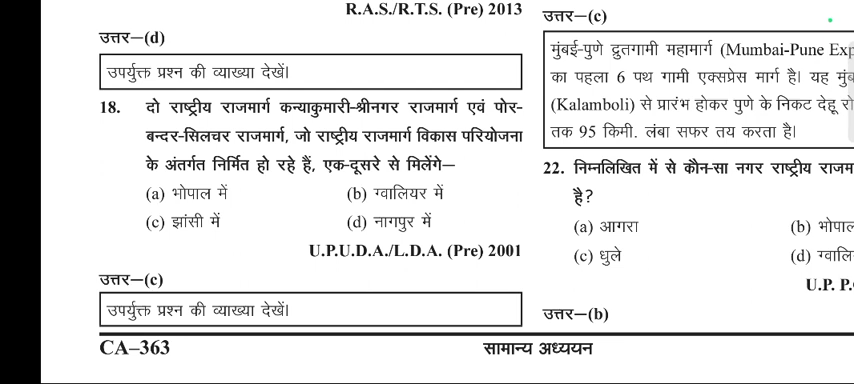 R.A.S./R.T.S. (Pre) 2013
उत्तर—(d)
उपर्युक्त प्रश्न की व्याख्या देखें।
18. दो राष्ट्रीय राजमार्ग कन्याकुमारी-श्रीनगर राजमार्ग एवं पोर-
बन्दर-सिलचर राजमार्ग, जो राष्ट्रीय राजमार्ग विकास परियोजना
के अंतर्गत निर्मित हो रहे हैं, एक-दूसरे से मिलेंगे—
(a) भोपाल में (b) ग्वालियर में
(c) झांसी में (d) नागपुर में
U.P.U.D.A./L.D.A. (Pre) 2001
उत्तर—(c)
उपर्युक्त प्रश्न की व्याख्या देखें।
उत्तर—(c)
मुंबई-पुणे द्रुतगामी महामार्ग (Mumbai-Pune Exp
का पहला 6 पथ गामी एक्सप्रेस मार्ग है। यह मुंब
(Kalamboli) से प्रारंभ होकर पुणे के निकट देहू रो
तक 95 किमी. लंबा सफर तय करता है।
22. निम्नलिखित में से कौन-सा नगर राष्ट्रीय राजम
है?
(a) आगरा (b) भोपाल
(c) धुले (d) ग्वालि
U.P. P.
उत्तर—(b)
CA–363 सामान्य अध्ययन